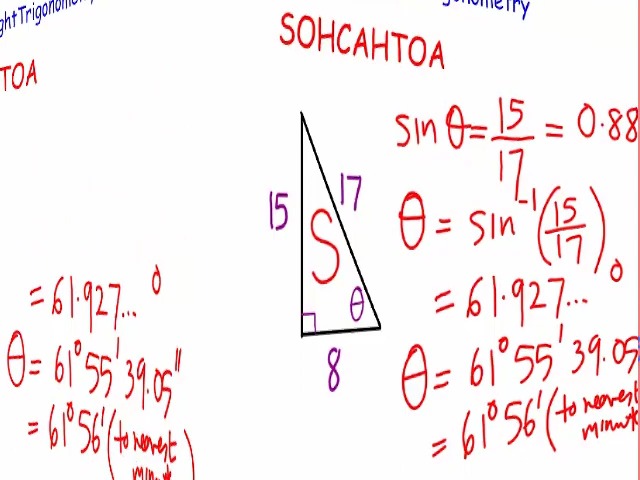 SOHCAHTOA
TOA
15
17
S
θ
8
sin θ = 15/17 = 0.88
θ = sin⁻¹(15/17)
= 61.927...°
θ = 61°55'39.05
= 61°56' (to nearest
minute
= 61.927...°
θ = 61°55'39.05"
= 61°56' (to nearest